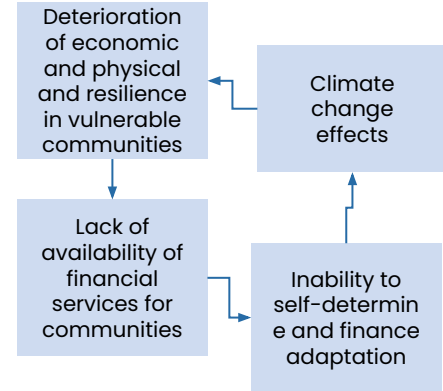 Deterioration
of economic
and physical
and resilience
in vulnerable
communities
Climate
change
effects
Lack of
availability of
financial
services for
communities
Inability to
self-determin
e and finance
adaptation